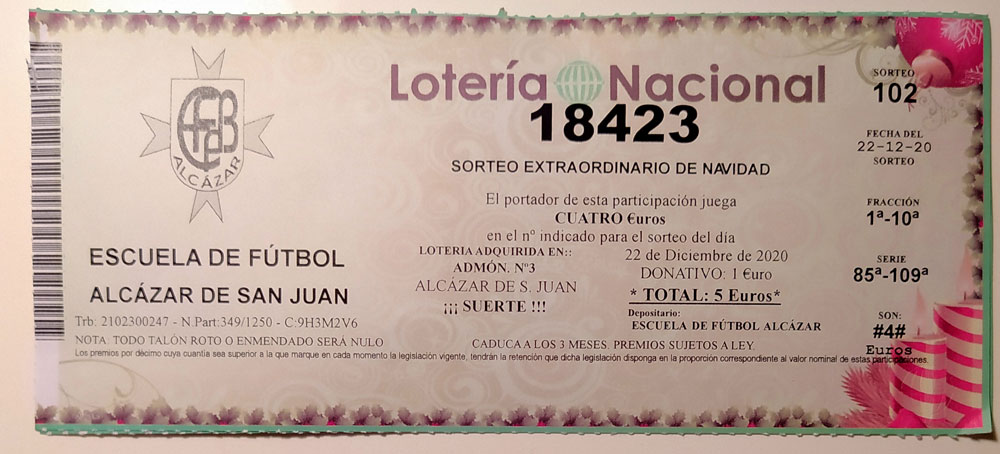 Lotería Nacional
18423
SORTEO EXTRAORDINARIO DE NAVIDAD
El portador de esta participación juega
CUATRO €uros
en el nº indicado para el sorteo del día
LOTERIA ADQUIRIDA EN::
ADMÓN. Nº3
ALCÁZAR DE S. JUAN
¡¡¡ SUERTE !!!
22 de Diciembre de 2020
DONATIVO: 1 €uro
* TOTAL: 5 Euros*
Depositario:
ESCUELA DE FÚTBOL ALCÁZAR
SORTEO
102
FECHA DEL
22-12-20
SORTEO
FRACCIÓN
1ª-10ª
SERIE
85ª-109ª
SON:
#4#
Euros
ALCÁZAR
ESCUELA DE FÚTBOL
ALCÁZAR DE SAN JUAN
Trb: 2102300247 - N.Part:349/1250 - C:9H3M2V6
NOTA: TODO TALÓN ROTO O ENMENDADO SERÁ NULO
CADUCA A LOS 3 MESES. PREMIOS SUJETOS A LEY.
Los premios por décimo cuya cuantía sea superior a la que marque en cada momento la legislación vigente, tendrán la retención que dicha legislación disponga en la proporción correspondiente al valor nominal de estas participaciones.